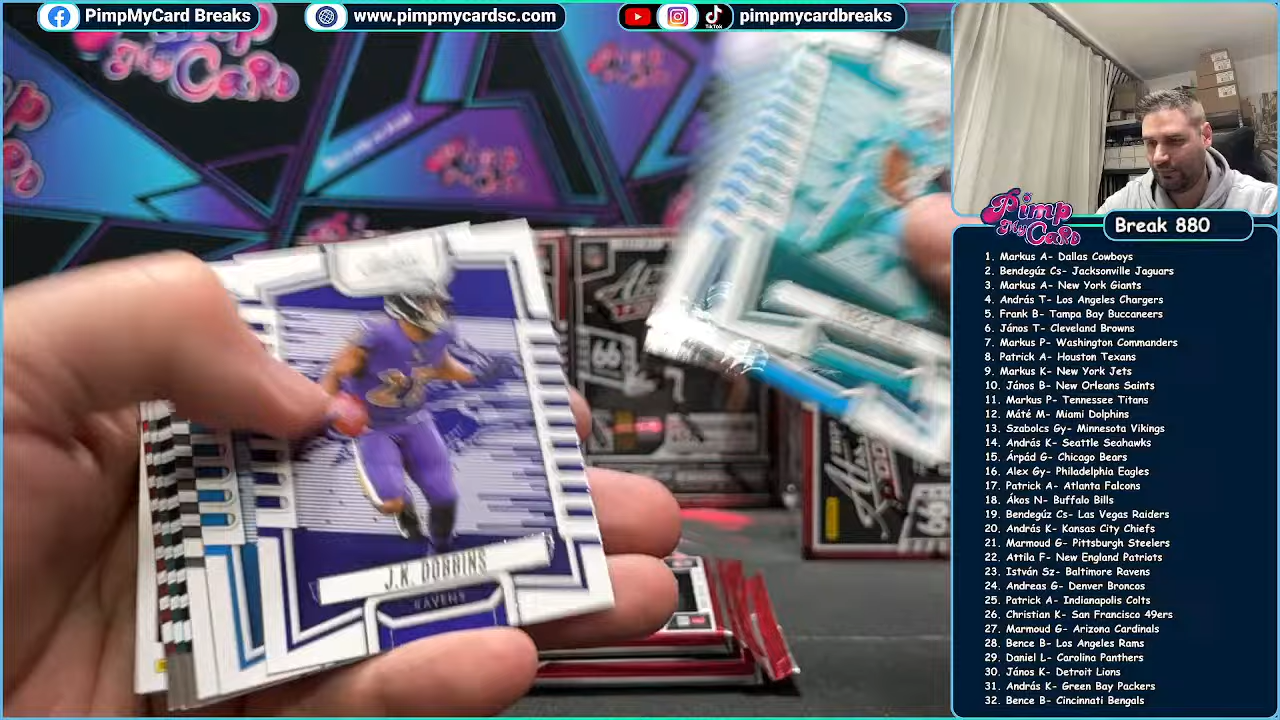 PimpMyCard Breaks
www.pimpmycardsc.com
TikTok
pimpmycardbreaks
Pimp
My Card
Break 880
1. Markus A- Dallas Cowboys
2. Bendegúz Cs- Jacksonville Jaguars
3. Markus A- New York Giants
4. András T- Los Angeles Chargers
5. Frank B- Tampa Bay Buccaneers
6. János T- Cleveland Browns
7. Markus P- Washington Commanders
8. Patrick A- Houston Texans
9. Markus K- New York Jets
10. János B- New Orleans Saints
11. Markus P- Tennessee Titans
12. Máté M- Miami Dolphins
13. Szabolcs Gy- Minnesota Vikings
14. András K- Seattle Seahawks
15. Árpád G- Chicago Bears
16. Alex Gy- Philadelphia Eagles
17. Patrick A- Atlanta Falcons
18. Ákos N- Buffalo Bills
19. Bendegúz Cs- Las Vegas Raiders
20. András K- Kansas City Chiefs
21. Marmoud G- Pittsburgh Steelers
22. Attila F- New England Patriots
23. István Sz- Baltimore Ravens
24. Andreas G- Denver Broncos
25. Patrick A- Indianapolis Colts
26. Christian K- San Francisco 49ers
27. Marmoud G- Arizona Cardinals
28. Bence B- Los Angeles Rams
29. Daniel L- Carolina Panthers
30. János K- Detroit Lions
31. András K- Green Bay Packers
32. Bence B- Cincinnati Bengals
Pimp
My Card
J.K. DOBBINS
RAVENS